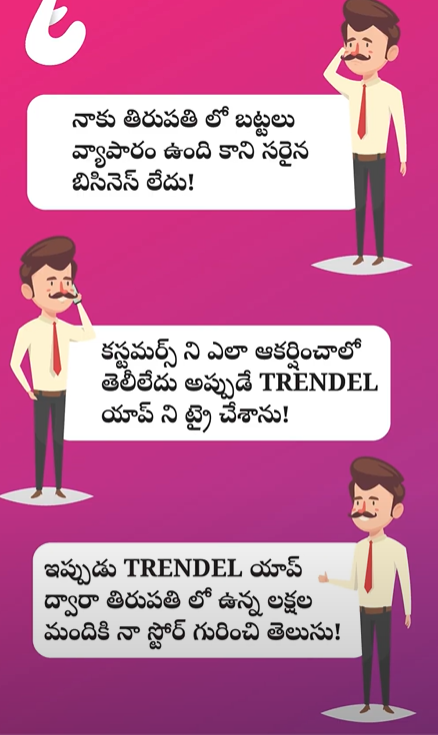 నాకు తిరుపతి లో బట్టలు
వ్యాపారం ఉంది కాని సరైన
బిసినెస్ లేదు!
కస్టమర్స్ ని ఎలా ఆకర్షించాలో
తెలీలేదు అప్పుడే TRENDEL
యాప్ ని ట్రై చేశాను!
ఇప్పుడు TRENDEL యాప్
ద్వారా తిరుపతి లో ఉన్న లక్షల
మందికి నా స్టోర్ గురించి తెలుసు!